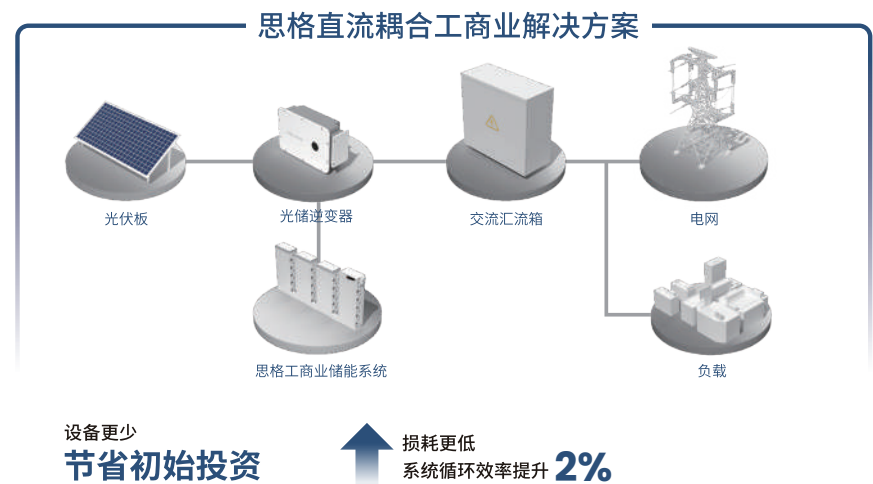 思格直流耦合工商业解决方案
光伏板
光储逆变器
交流汇流箱
电网
思格工商业储能系统
负载
设备更少
节省初始投资
损耗更低
系统循环效率提升 2%